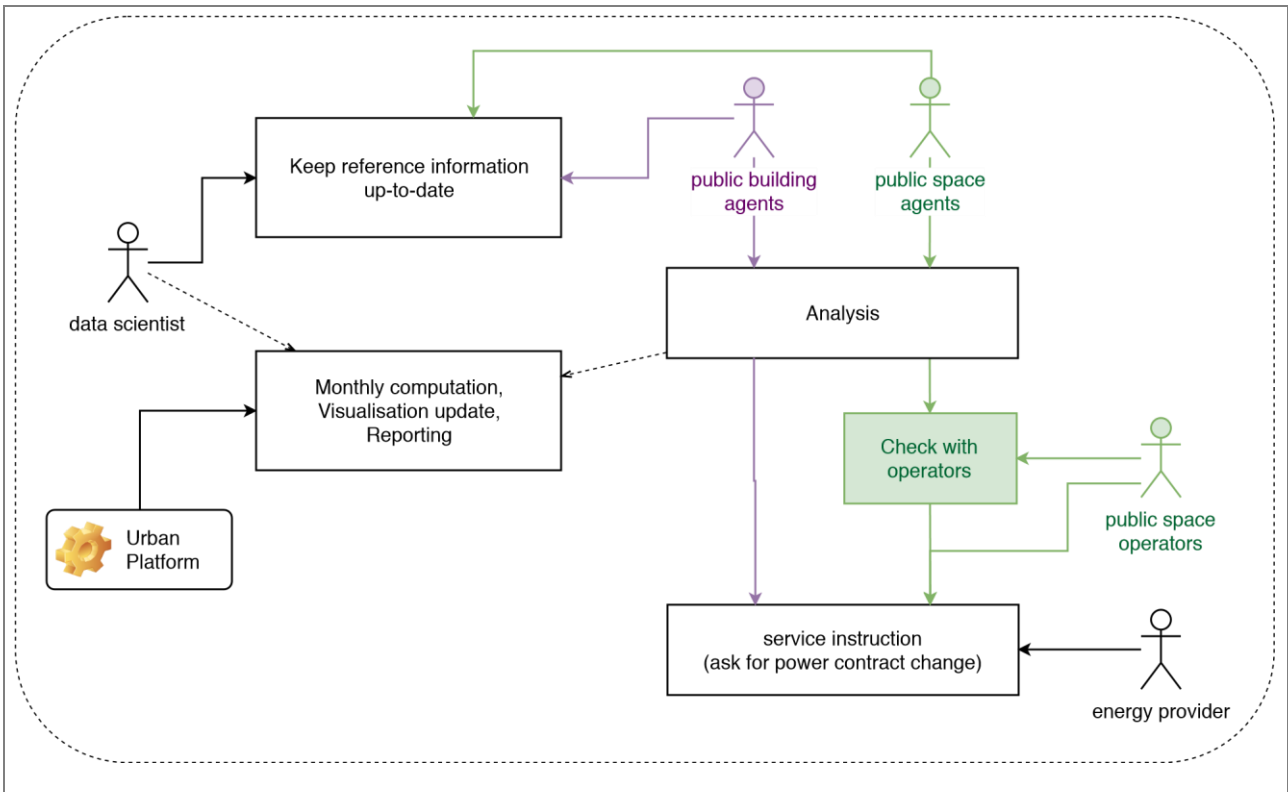 Keep reference information
up-to-date
public building
agents
public space
agents
data scientist
Analysis
Monthly computation,
Visualisation update,
Reporting
Check with
operators
Urban
Platform
public space
operators
service instruction
(ask for power contract change)
energy provider